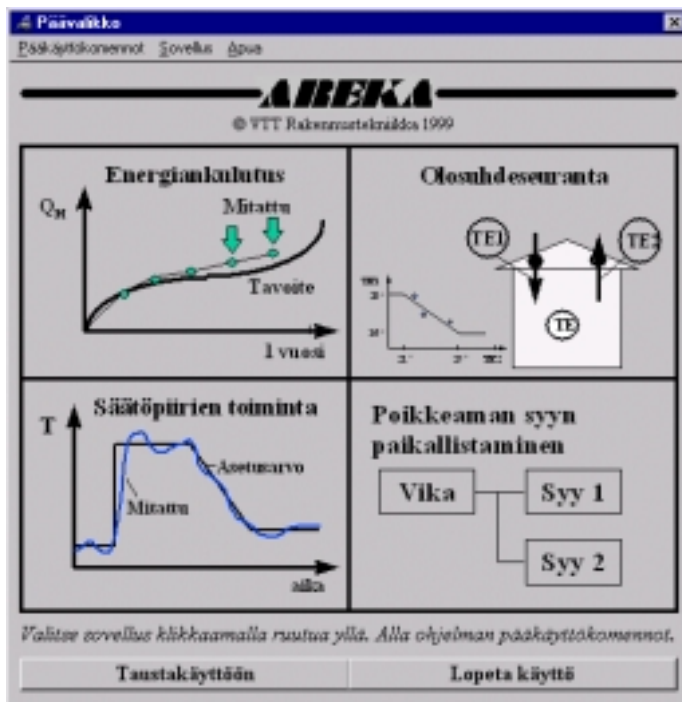 Päävalikko
Pääkäyttökomennot Sovellus Apua
AREKA
© VTT Rakennustekniikka 1999
Energiankulutus
Q_M
Mitattu
Tavoite
1 vuosi
Olosuhdeseuranta
TE1
TE2
TE
Säätöpiirien toiminta
T
Asetusarvo
Mitattu
aika
Poikkeaman syyn
paikallistaminen
Vika
Syy 1
Syy 2
Valitse sovellus klikkaamalla ruutua yllä. Alla ohjelman pääkäyttökomennot.
Taustakäyttöön
Lopeta käyttö